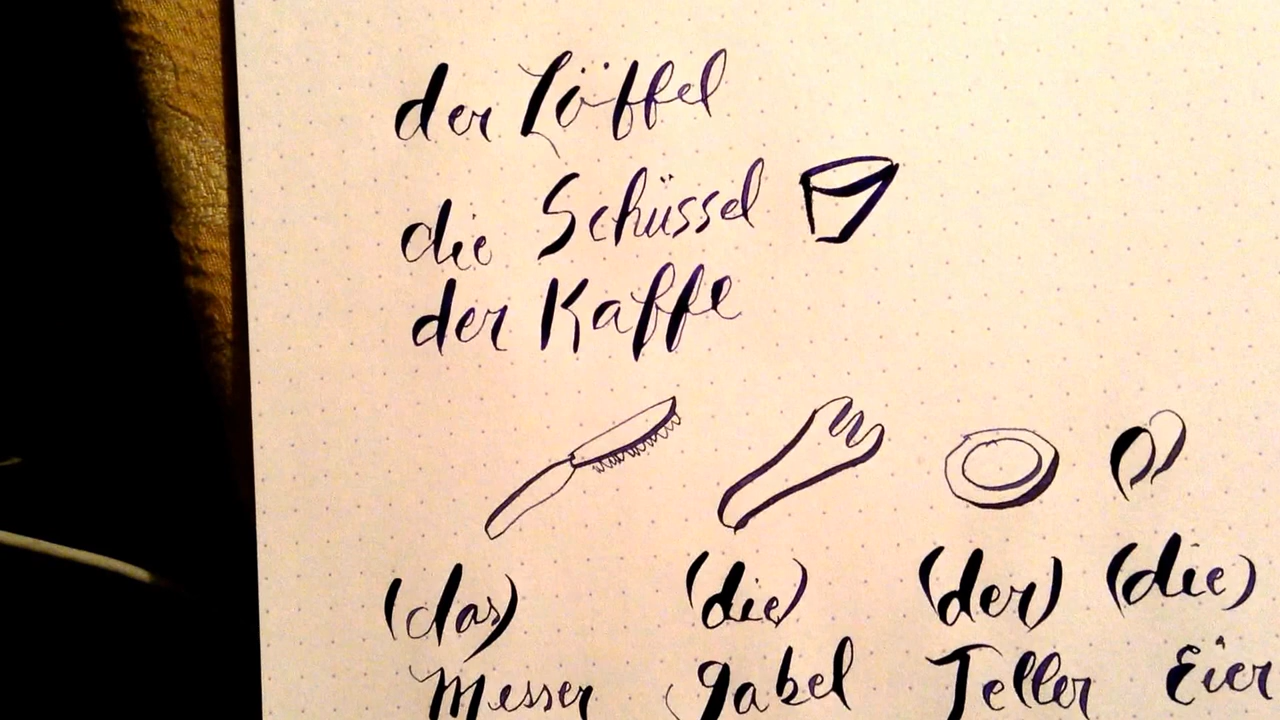 der Löffel
die Schüssel
der Kaffe
(das) (die) (der) (die)
Messer gabel Teller Eier